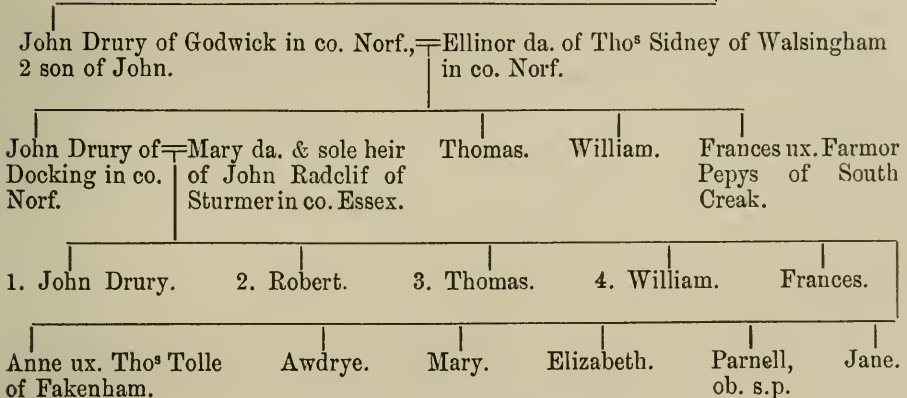 John Drury of Godwick in co. Norf.,
2 son of John.
Ellinor da. of Thoˢ Sidney of Walsingham
in co. Norf.
John Drury of
Docking in co.
Norf.
Mary da. & sole heir
of John Radclif of
Sturmer in co. Essex.
Thomas.
William.
Frances ux. Farmor
Pepys of South
Creak.
1. John Drury.
2. Robert.
3. Thomas.
4. William.
Frances.
Anne ux. Thoˢ Tolle
of Fakenham.
Awdrye.
Mary.
Elizabeth.
Parnell,
ob. s.p.
Jane.